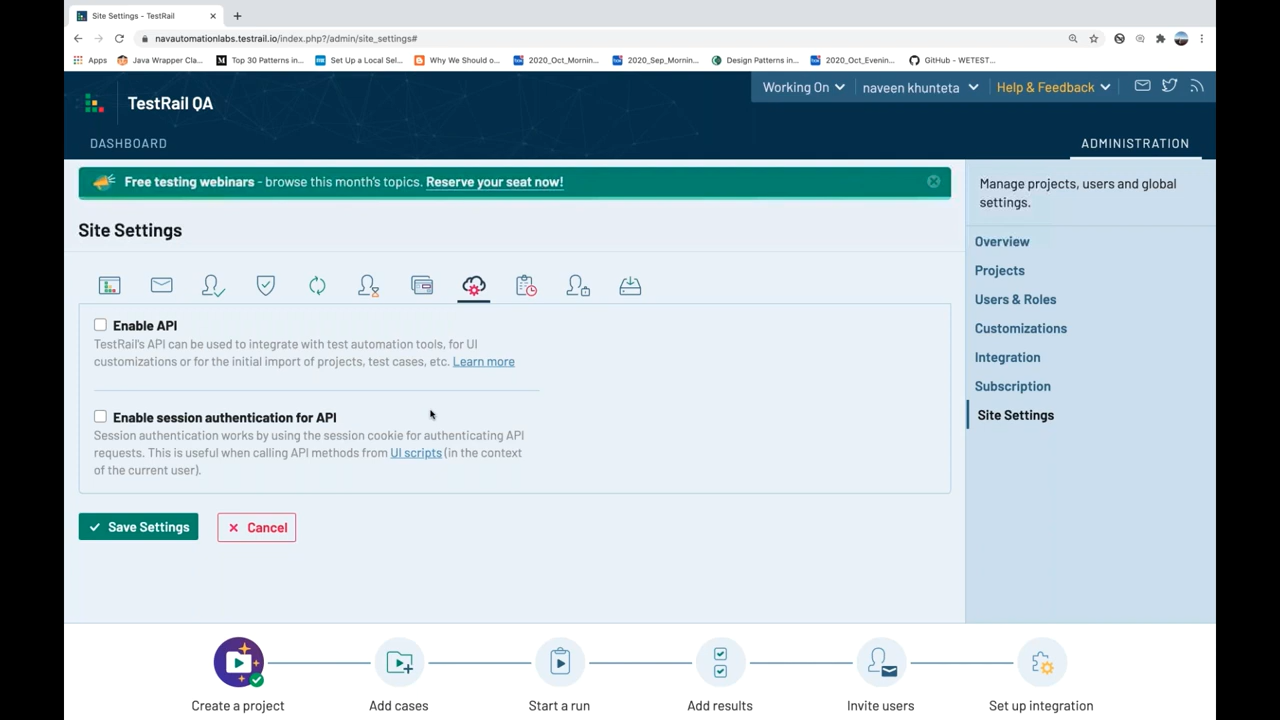 Site Settings - TestRail
navautomationlabs.testrail.io/index.php?/admin/site_settings#
Apps
Java Wrapper Cla...
Top 30 Patterns in...
Set Up a Local Sel...
Why We Should o...
2020_Oct_Mornin...
2020_Sep_Mornin...
Design Patterns in...
2020_Oct_Evenin...
GitHub - WETEST...
TestRail QA
Working On
naveen khunteta
Help & Feedback
DASHBOARD
ADMINISTRATION
Free testing webinars - browse this month's topics. Reserve your seat now!
Site Settings
Enable API
TestRail's API can be used to integrate with test automation tools, for UI
customizations or for the initial import of projects, test cases, etc. Learn more
Enable session authentication for API
Session authentication works by using the session cookie for authenticating API
requests. This is useful when calling API methods from UI scripts (in the context
of the current user).
Save Settings
Cancel
Manage projects, users and global
settings.
Overview
Projects
Users & Roles
Customizations
Integration
Subscription
Site Settings
Create a project
Add cases
Start a run
Add results
Invite users
Set up integration